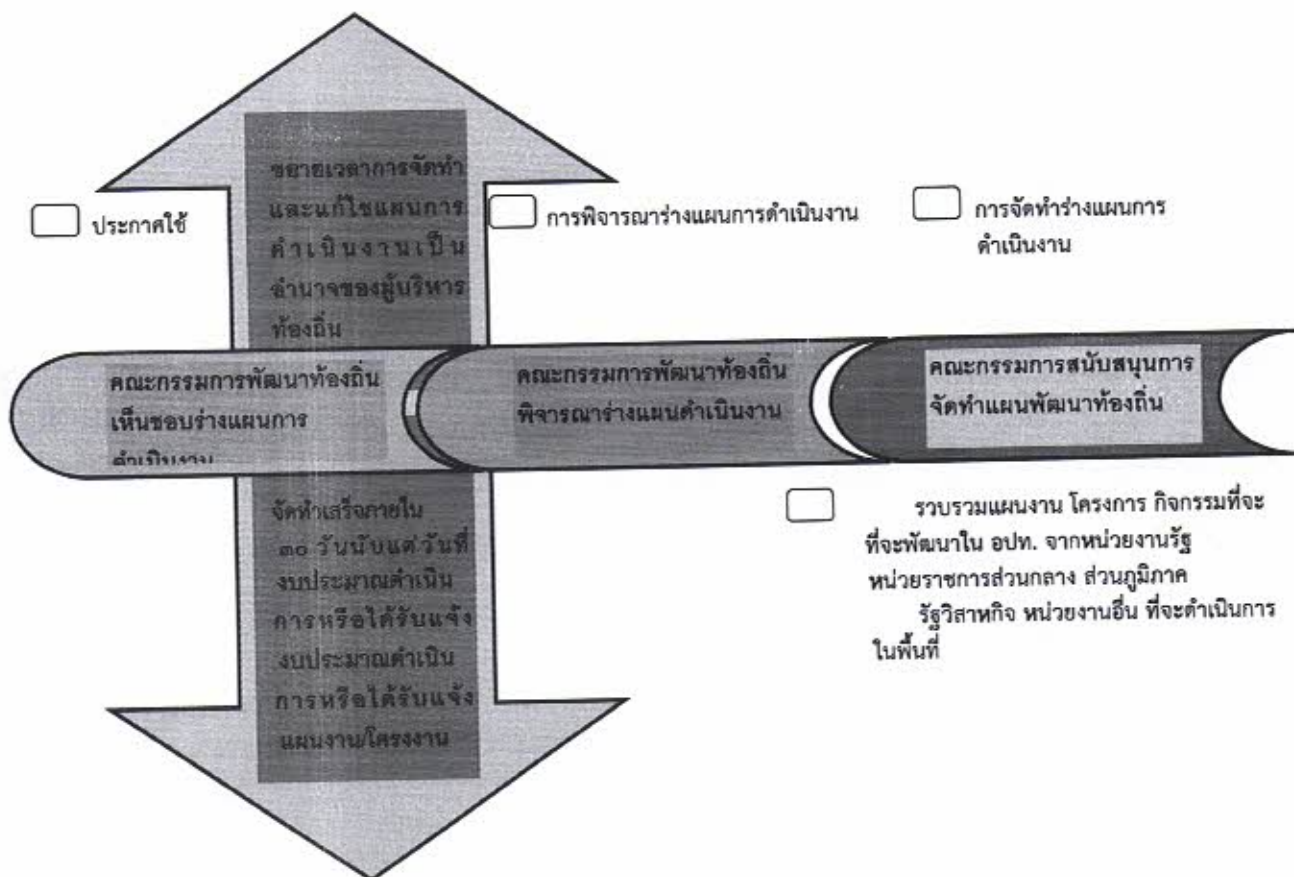 ขยายเวลาการจัดทำ
และแก้ไขแผนการ
ดำเนินงานเป็น
อำนาจของผู้บริหาร
ท้องถิ่น
ประกาศใช้
การพิจารณาร่างแผนการดำเนินงาน
การจัดทำร่างแผนการ
ดำเนินงาน
คณะกรรมการพัฒนาท้องถิ่น
เห็นชอบร่างแผนการ
ดำเนินงาน
คณะกรรมการพัฒนาท้องถิ่น
พิจารณาร่างแผนดำเนินงาน
คณะกรรมการสนับสนุนการ
จัดทำแผนพัฒนาท้องถิ่น
จัดทำเสร็จภายใน
๓๐ วันนับแต่วันที่
งบประมาณดำเนิน
การหรือได้รับแจ้ง
งบประมาณดำเนิน
การหรือได้รับแจ้ง
แผนงาน/โครงงาน
รวบรวมแผนงาน โครงการ กิจกรรมที่จะ
ที่จะพัฒนาใน อปท. จากหน่วยงานรัฐ
หน่วยราชการส่วนกลาง ส่วนภูมิภาค
รัฐวิสาหกิจ หน่วยงานอื่น ที่จะดำเนินการ
ในพื้นที่